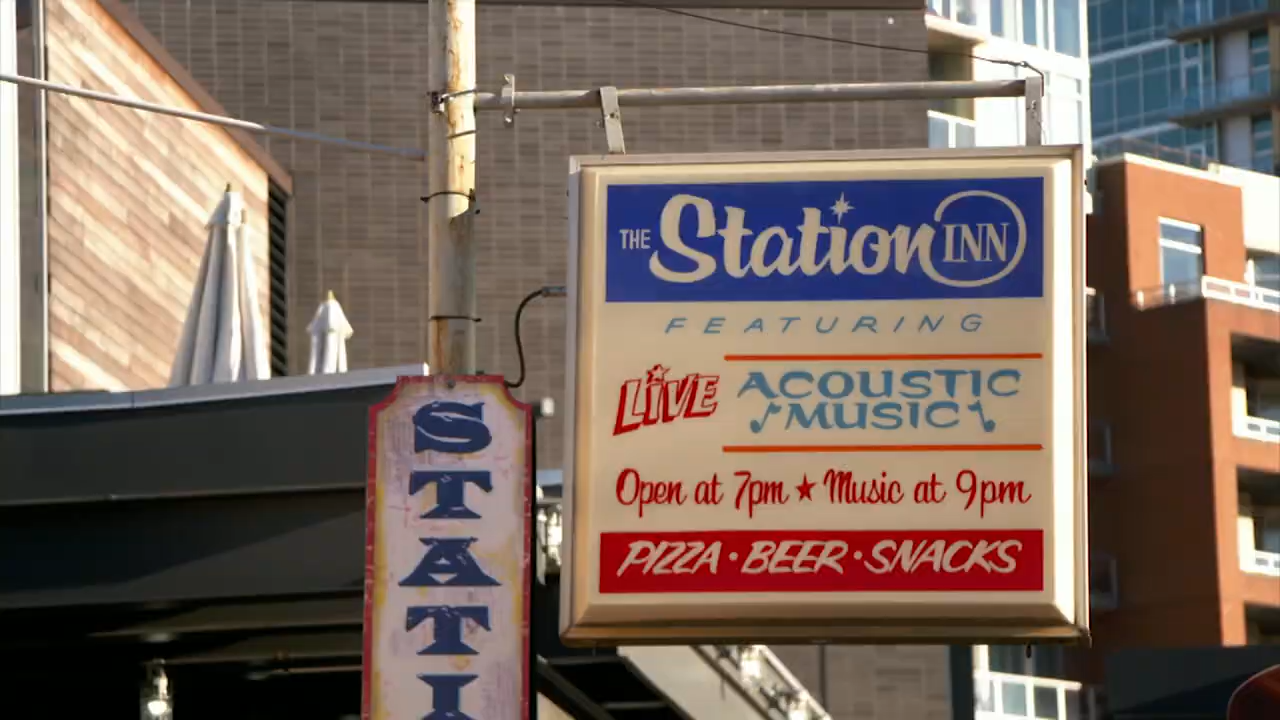 THE Station INN
FEATURING
LIVE ACOUSTIC
MUSIC
Open at 7pm ★ Music at 9pm
PIZZA · BEER · SNACKS
S
T
A
T
I